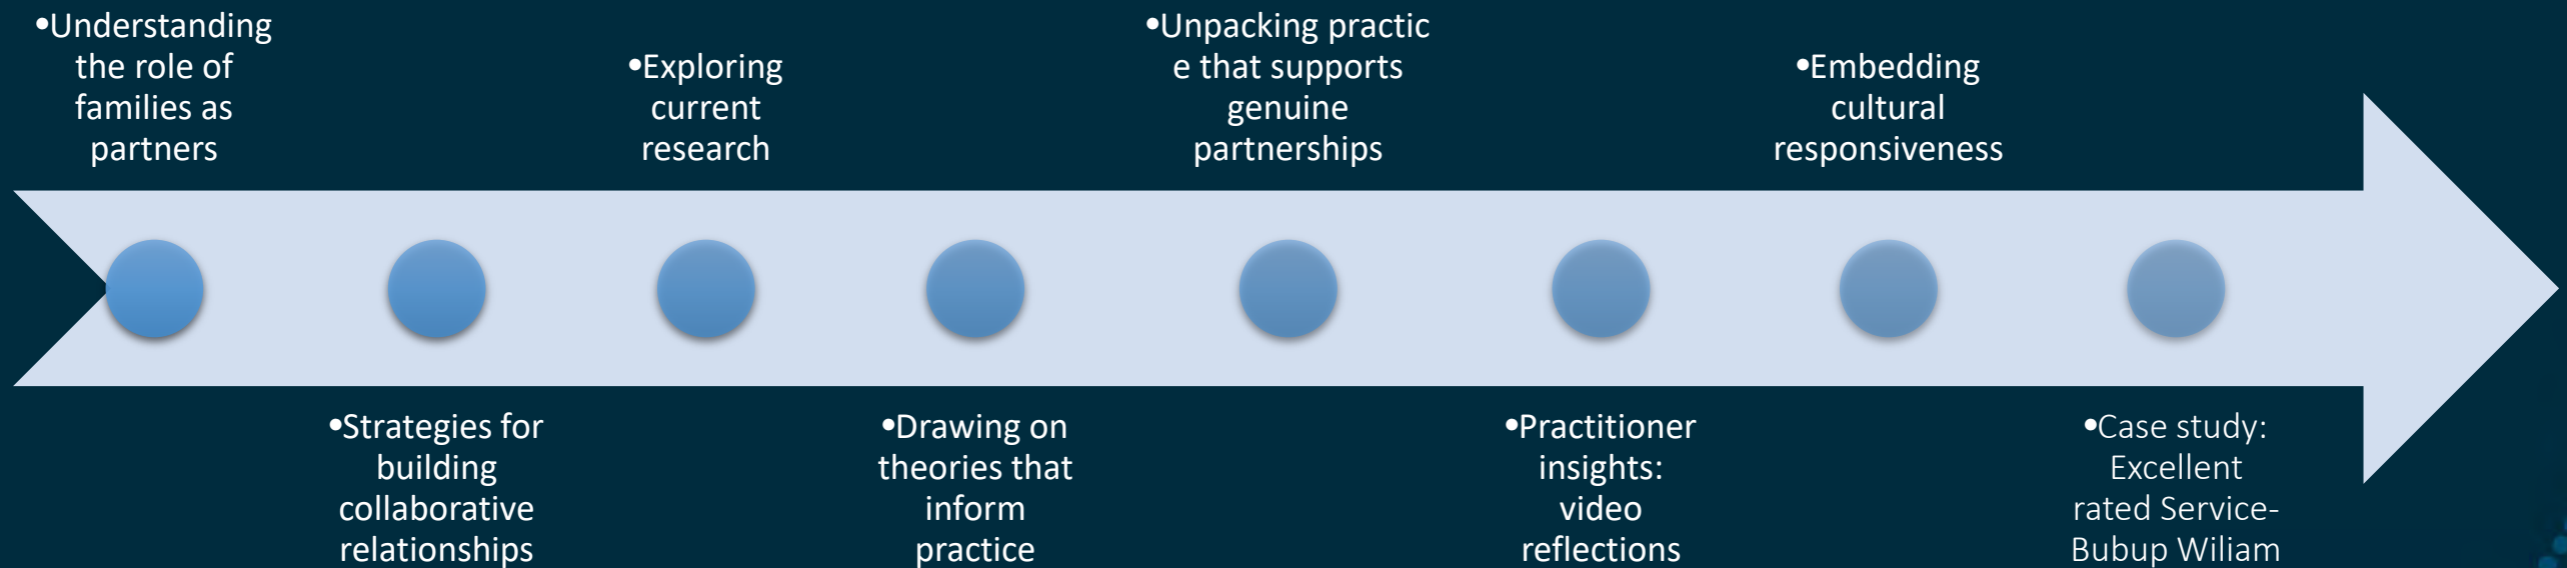 •Understanding
the role of
families as
partners
•Strategies for
building
collaborative
relationships
•Exploring
current
research
•Drawing on
theories that
inform
practice
•Unpacking practic
e that supports
genuine
partnerships
•Practitioner
insights:
video
reflections
•Embedding
cultural
responsiveness
•Case study:
Excellent
rated Service-
Bubup Wiliam